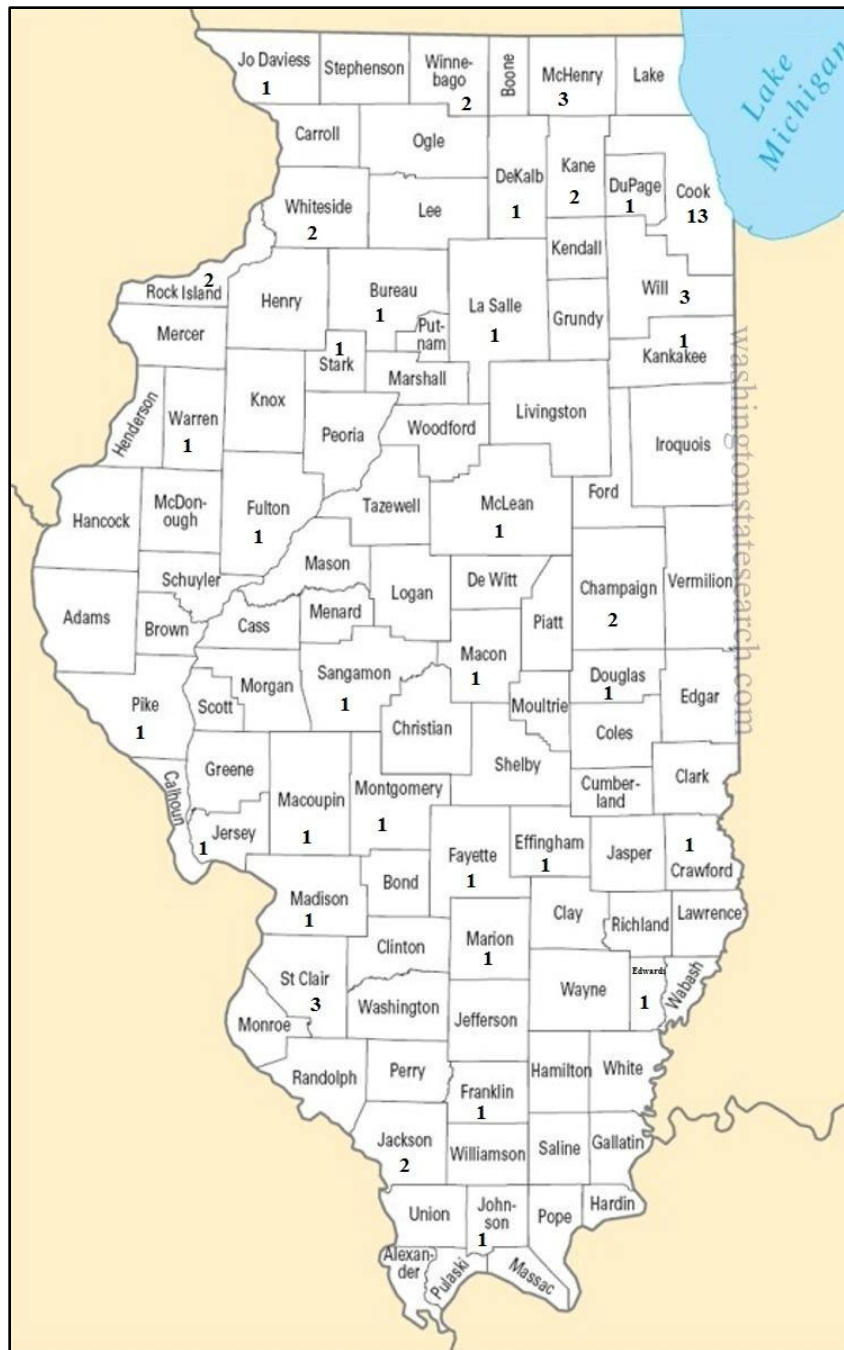 Jo Daviess
1
Stephenson
Winne-
bago
2
Boone
McHenry
3
Lake
Lake
Michigan
Carroll
Ogle
DeKalb
1
Kane
2
DuPage
1
Cook
13
Whiteside
2
Lee
Kendall
2
Rock Island
Henry
Bureau
1
Put-
nam
La Salle
1
Grundy
Will
3
Mercer
1
Stark
Marshall
1
Kankakee
Henderson
Warren
1
Knox
Peoria
Woodford
Livingston
Iroquois
washingtonstatesearch.com
Hancock
McDon-
ough
Fulton
1
Tazewell
McLean
1
Ford
Schuyler
Mason
Logan
De Witt
Champaign
2
Vermilion
Adams
Brown
Cass
Menard
Piatt
Pike
1
Scott
Morgan
Sangamon
1
Macon
1
Christian
Moultrie
Douglas
1
Edgar
Coles
Calhoun
Greene
Macoupin
1
Montgomery
1
Shelby
Cumber-
land
Clark
Jersey
1
Fayette
1
Effingham
1
Jasper
1
Crawford
Madison
1
Bond
Clay
Richland
Lawrence
Clinton
Marion
1
St Clair
3
Washington
Wayne
Edwards
1
Wabash
Monroe
Jefferson
Randolph
Perry
Franklin
1
Hamilton
White
Jackson
2
Williamson
Saline
Gallatin
Union
John-
son
1
Pope
Hardin
Alexan-
der
Pulaski
Massac